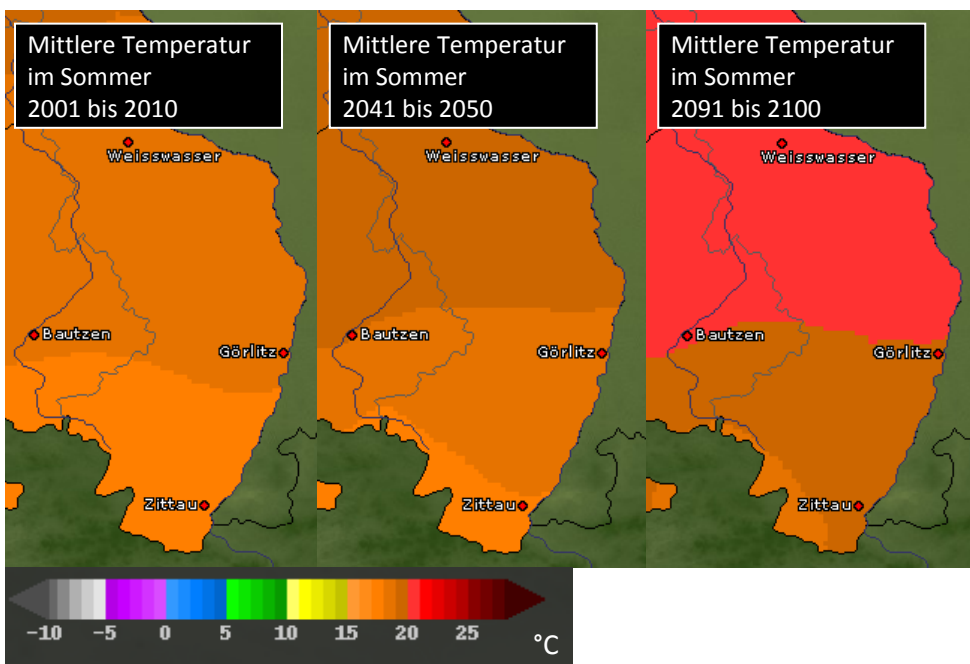 Mittlere Temperatur
im Sommer
2001 bis 2010
Weisswasser
Bautzen
Görlitz
Zittau
Mittlere Temperatur
im Sommer
2041 bis 2050
Weisswasser
Bautzen
Görlitz
Zittau
Mittlere Temperatur
im Sommer
2091 bis 2100
Weisswasser
Bautzen
Görlitz
Zittau
-10 -5 0 5 10 15 20 25 °C